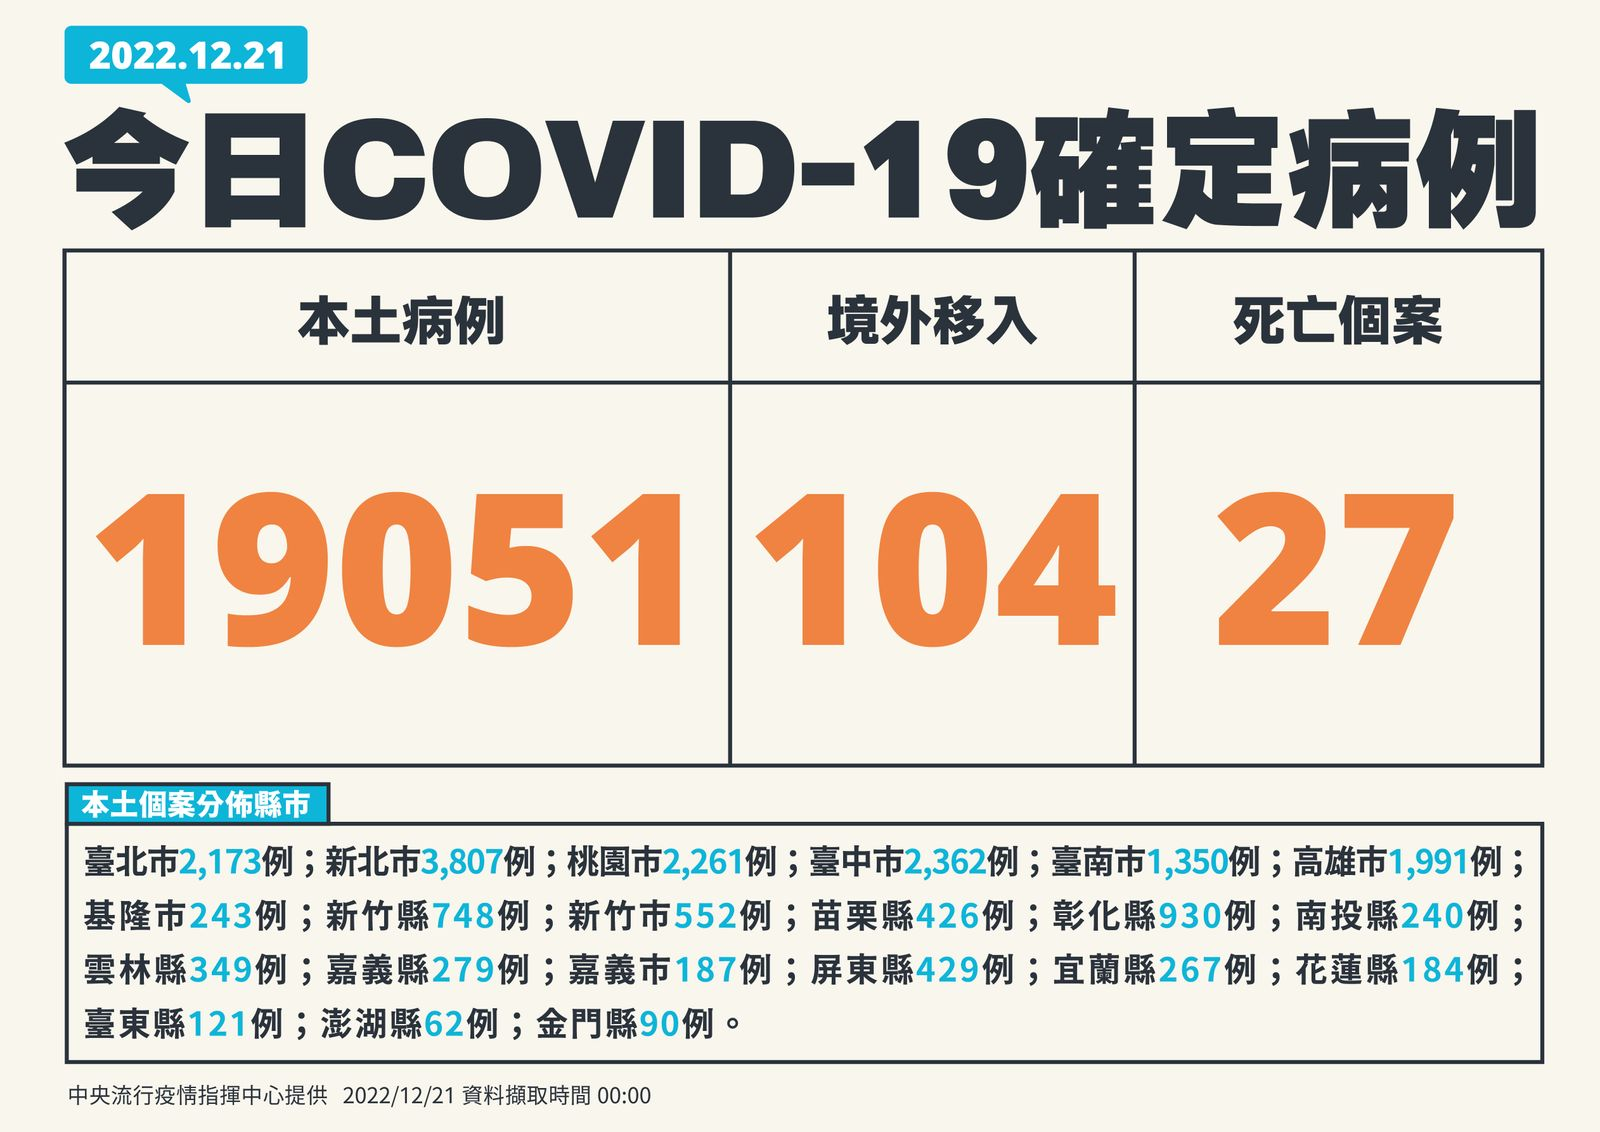 2022.12.21
今日COVID-19確定病例
本土病例 境外移入 死亡個案
19051 104 27
本土個案分佈縣市
臺北市2,173例；新北市3,807例；桃園市2,261例；臺中市2,362例；臺南市1,350例；高雄市1,991例；
基隆市243例；新竹縣748例；新竹市552例；苗栗縣426例；彰化縣930例；南投縣240例；
雲林縣349例；嘉義縣279例；嘉義市187例；屏東縣429例；宜蘭縣267例；花蓮縣184例；
臺東縣121例；澎湖縣62例；金門縣90例。
中央流行疫情指揮中心提供 2022/12/21 資料擷取時間 00:00